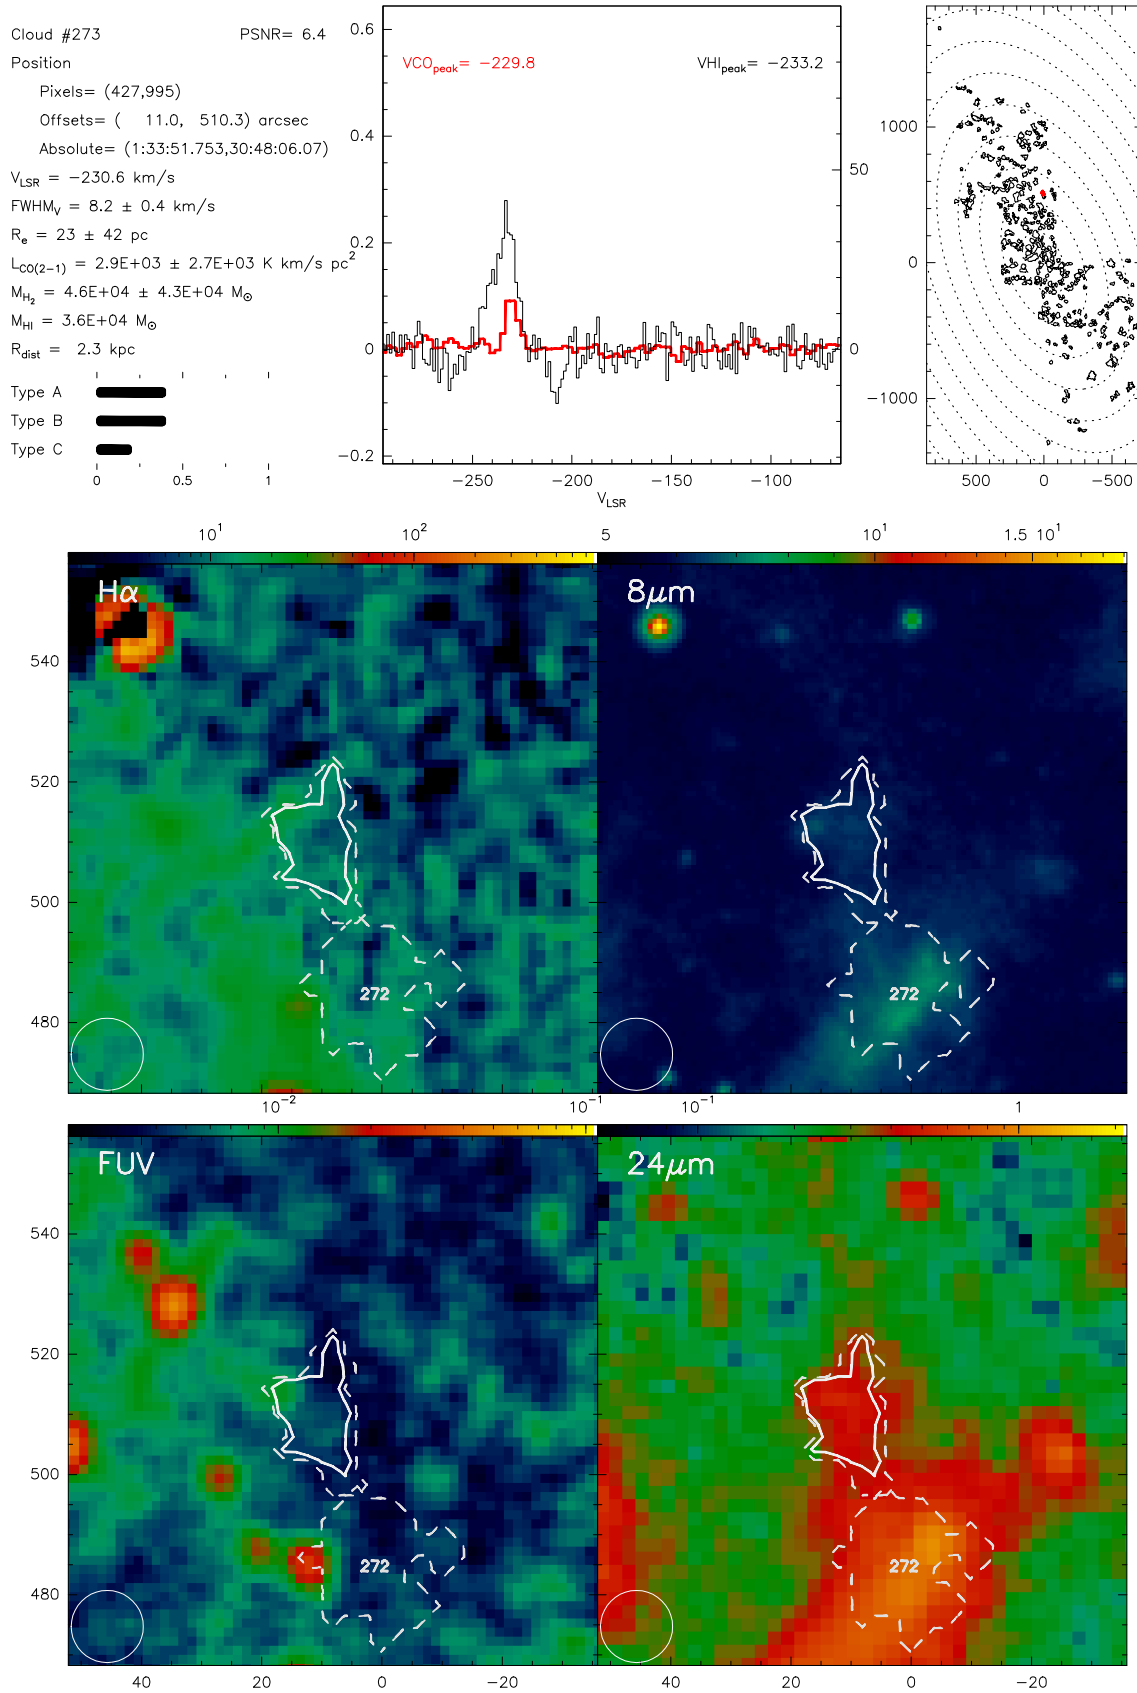 Cloud #273 PSNR= 6.4
Position
Pixels= (427,995)
Offsets= ( 11.0, 510.3) arcsec
Absolute= (1:33:51.753,30:48:06.07)
V_LSR = −230.6 km/s
FWHM_V = 8.2 ± 0.4 km/s
R_e = 23 ± 42 pc
L_CO(2−1) = 2.9E+03 ± 2.7E+03 K km/s pc²
M_H₂ = 4.6E+04 ± 4.3E+04 M⊙
M_HI = 3.6E+04 M⊙
R_dist = 2.3 kpc
Type A
Type B
Type C
0 0.5 1
VCO_peak= −229.8 VHI_peak= −233.2
0.6
0.4
0.2
0
−0.2
50
0
−250 −200 −150 −100
V_LSR
1000
0
−1000
500 0 −500
10¹ 10²
5 10¹ 1.5 10¹
Hα
8μm
540
520
500
480
272
272
10⁻² 10⁻¹
10⁻¹ 1
FUV
24μm
540
520
500
480
272
272
40 20 0 −20
40 20 0 −20